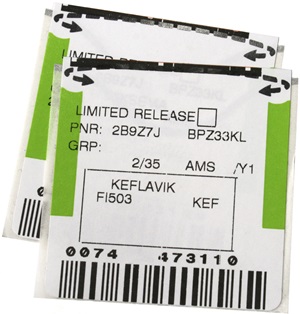 LIMITED RELEASE
PNR: 2B9Z7J BPZ33KL
GRP:
2/35 AMS /Y1
KEFLAVIK
FI503 KEF
0074 473110